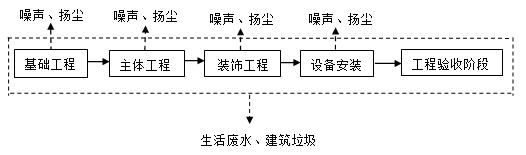 噪声、扬尘 噪声、扬尘 噪声、扬尘 噪声、扬尘
基础工程 主体工程 装饰工程 设备安装 工程验收阶段
生活废水、建筑垃圾